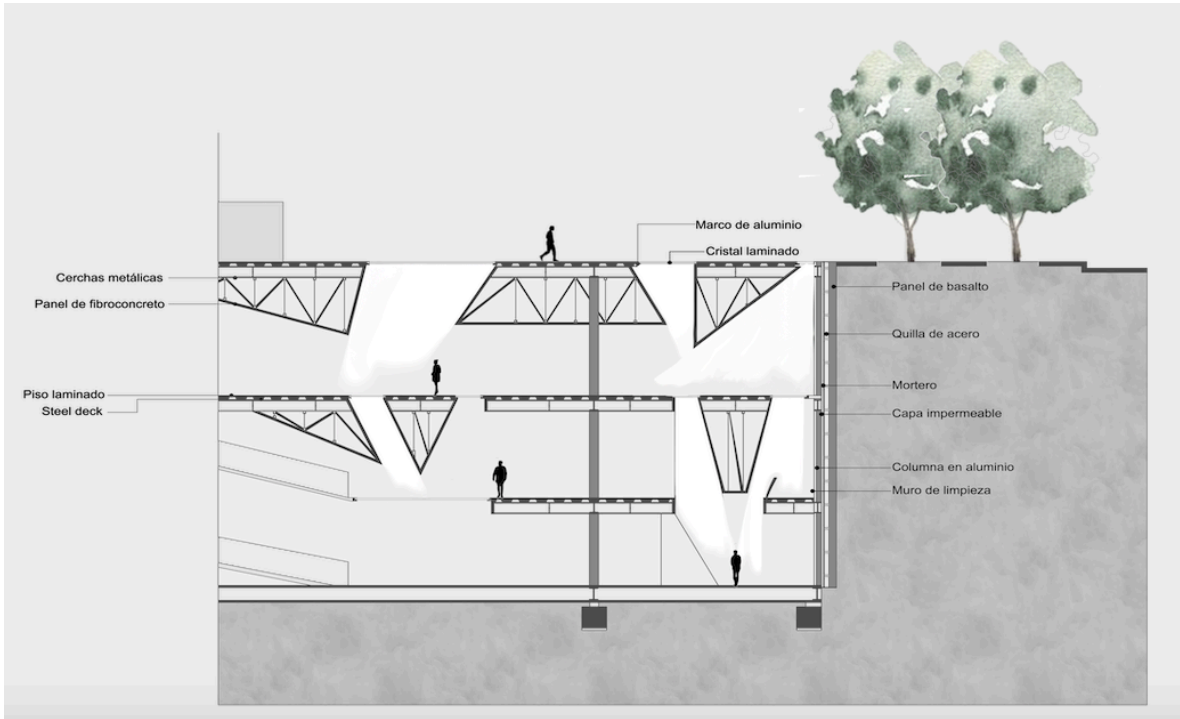 Marco de aluminio
Cristal laminado
Cerchas metálicas
Panel de fibroconcreto
Panel de basalto
Quilla de acero
Mortero
Piso laminado
Steel deck
Capa impermeable
Columna en aluminio
Muro de limpieza